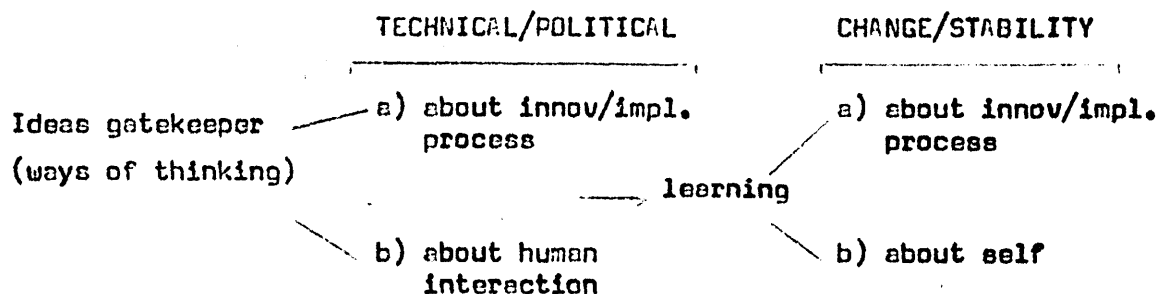 TECHNICAL/POLITICAL CHANGE/STABILITY
Ideas gatekeeper
(ways of thinking)
a) about innov/impl.
process
b) about human
interaction
learning
a) about innov/impl.
process
b) about self